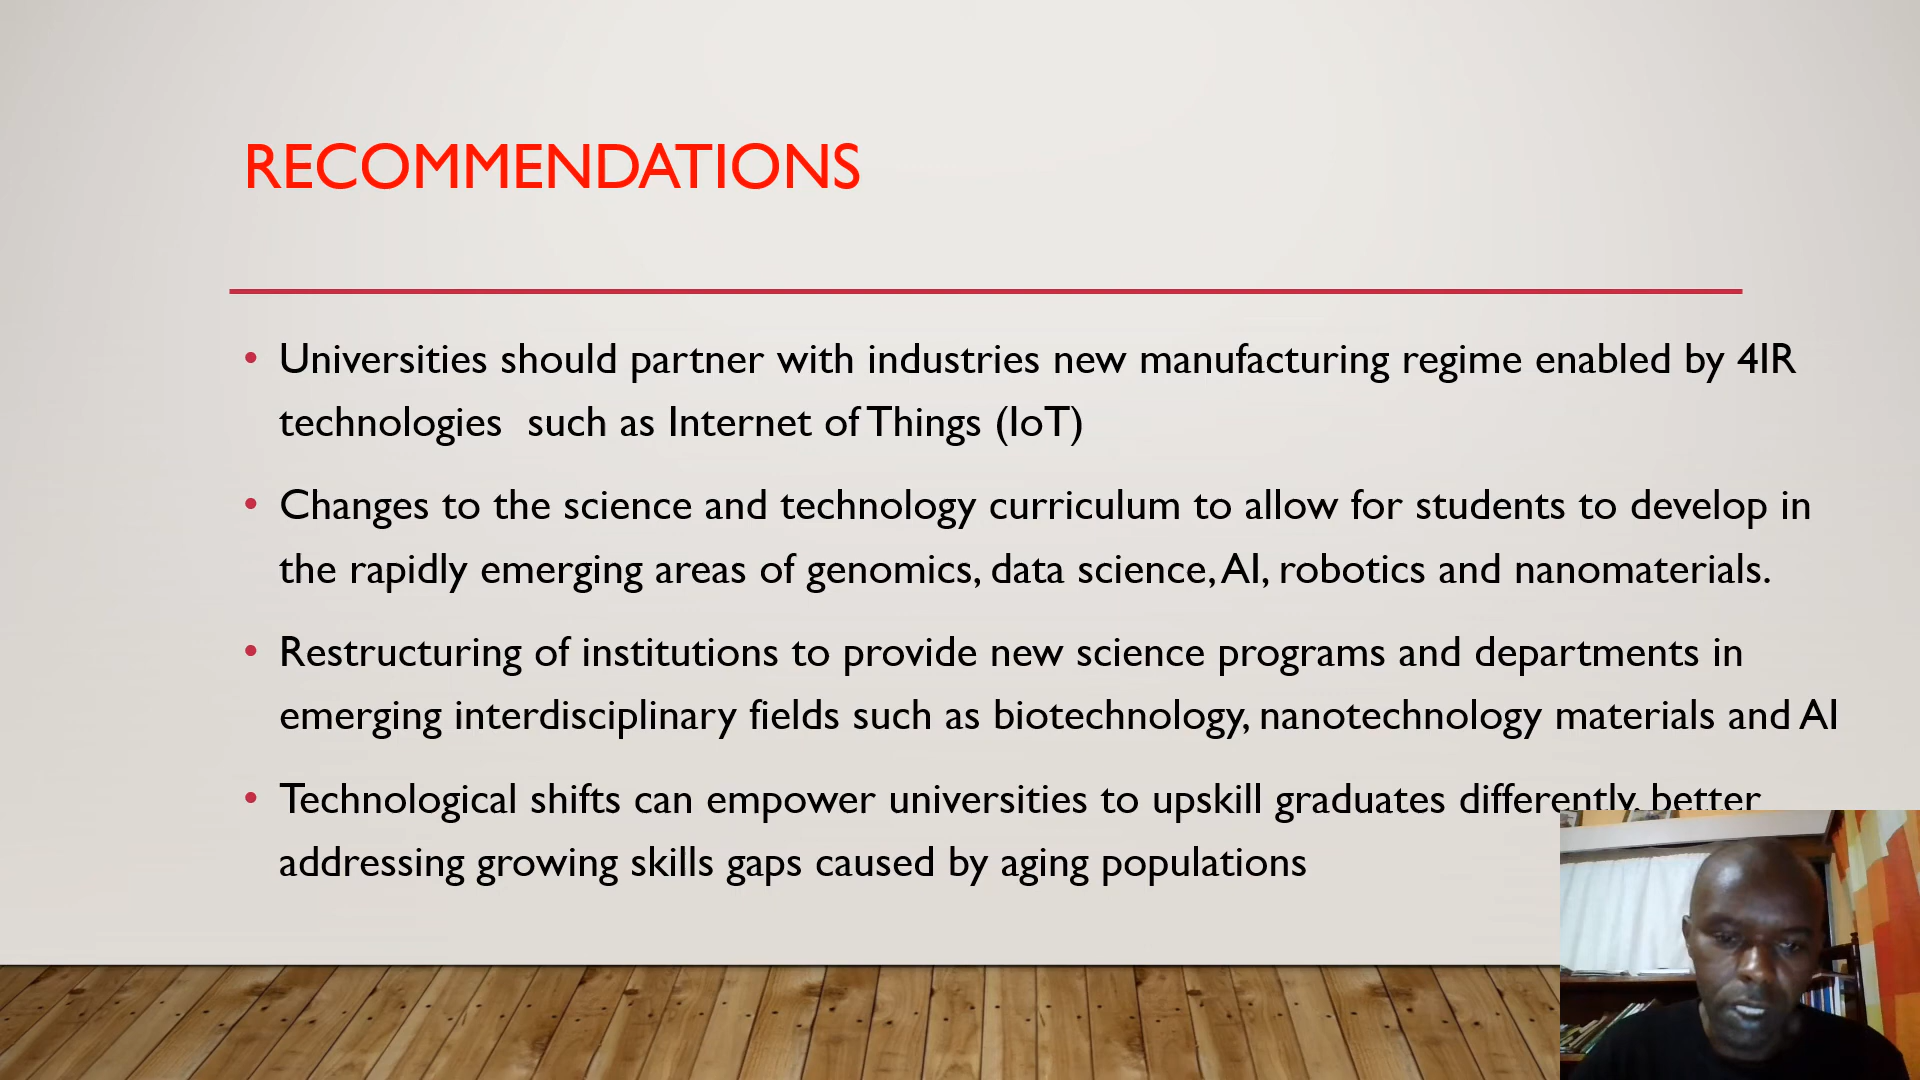 RECOMMENDATIONS
• Universities should partner with industries new manufacturing regime enabled by 4IR
technologies such as Internet of Things (IoT)
• Changes to the science and technology curriculum to allow for students to develop in
the rapidly emerging areas of genomics, data science, AI, robotics and nanomaterials.
• Restructuring of institutions to provide new science programs and departments in
emerging interdisciplinary fields such as biotechnology, nanotechnology materials and AI
• Technological shifts can empower universities to upskill graduates differently, better
addressing growing skills gaps caused by aging populations